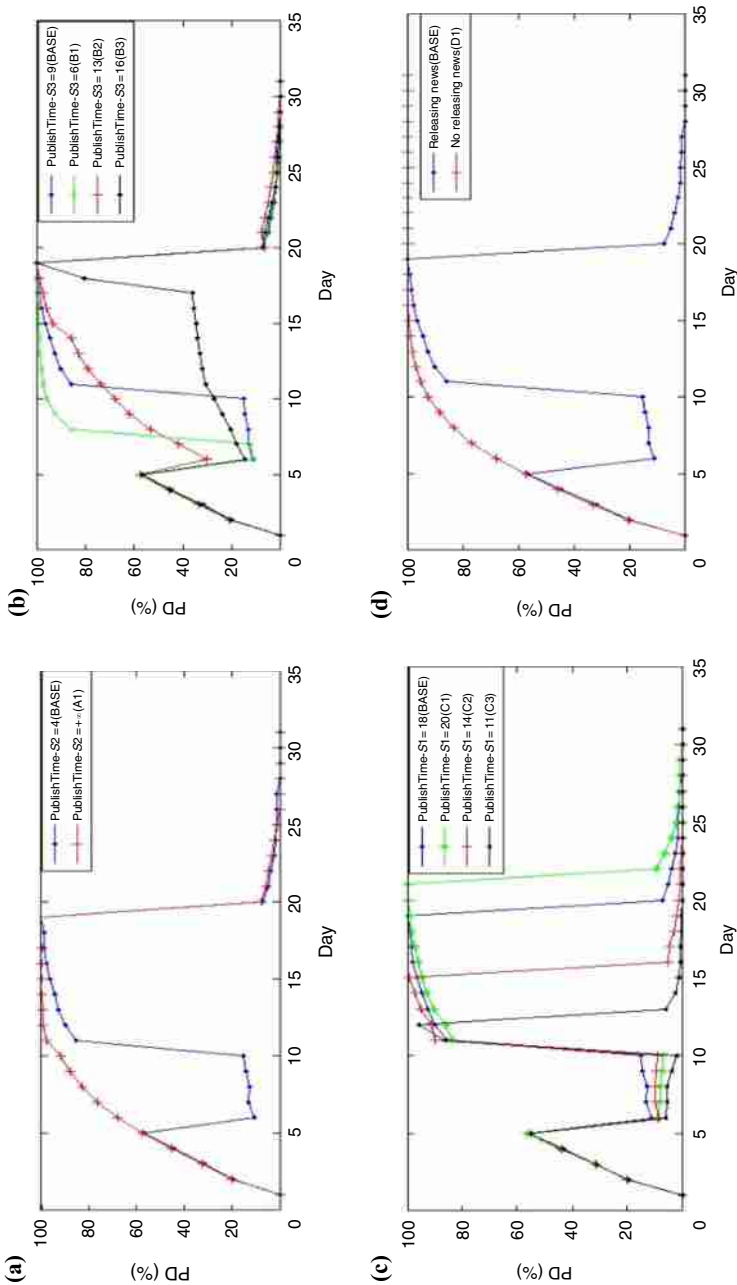 (a)
100
80
60
40
20
PD (%)
0
5
10
15
20
25
30
35
Day
PublishTime-S2=4(BASE)
PublishTime-S2=+∞(A1)
(b)
100
80
60
40
20
PD (%)
0
5
10
15
20
25
30
35
Day
PublishTime-S3=9(BASE)
PublishTime-S3=6(B1)
PublishTime-S3=13(B2)
PublishTime-S3=16(B3)
(c)
100
80
60
40
20
PD (%)
0
5
10
15
20
25
30
35
Day
PublishTime-S1=18(BASE)
PublishTime-S1=20(C1)
PublishTime-S1=14(C2)
PublishTime-S1=11(C3)
(d)
100
80
60
40
20
PD (%)
0
5
10
15
20
25
30
35
Day
Releasing news(BASE)
No releasing news(D1)